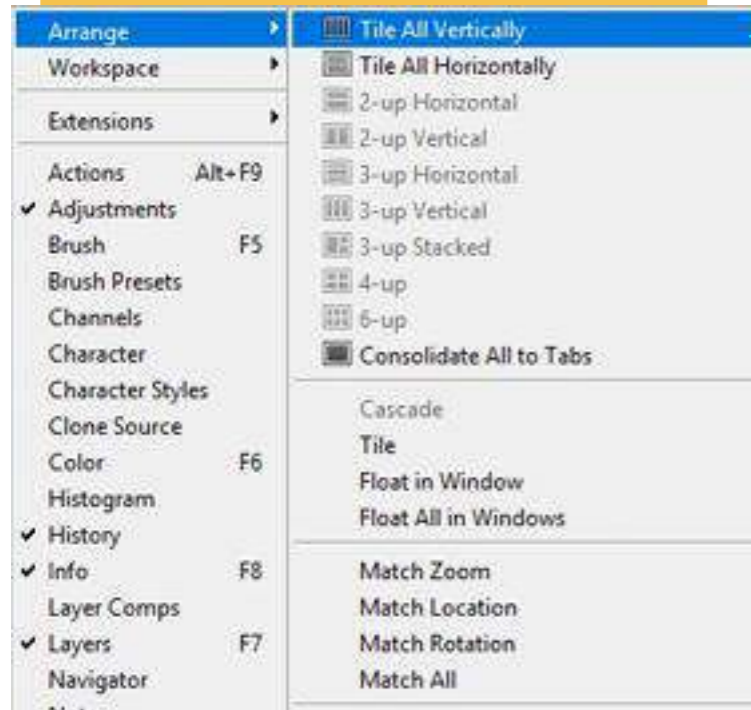 Arrange
Workspace
Extensions
Actions Alt+F9
✔ Adjustments
Brush F5
Brush Presets
Channels
Character
Character Styles
Clone Source
Color F6
Histogram
✔ History
✔ Info F8
Layer Comps
✔ Layers F7
Navigator
Tile All Vertically
Tile All Horizontally
2-up Horizontal
2-up Vertical
3-up Horizontal
3-up Vertical
3-up Stacked
4-up
6-up
Consolidate All to Tabs
Cascade
Tile
Float in Window
Float All in Windows
Match Zoom
Match Location
Match Rotation
Match All